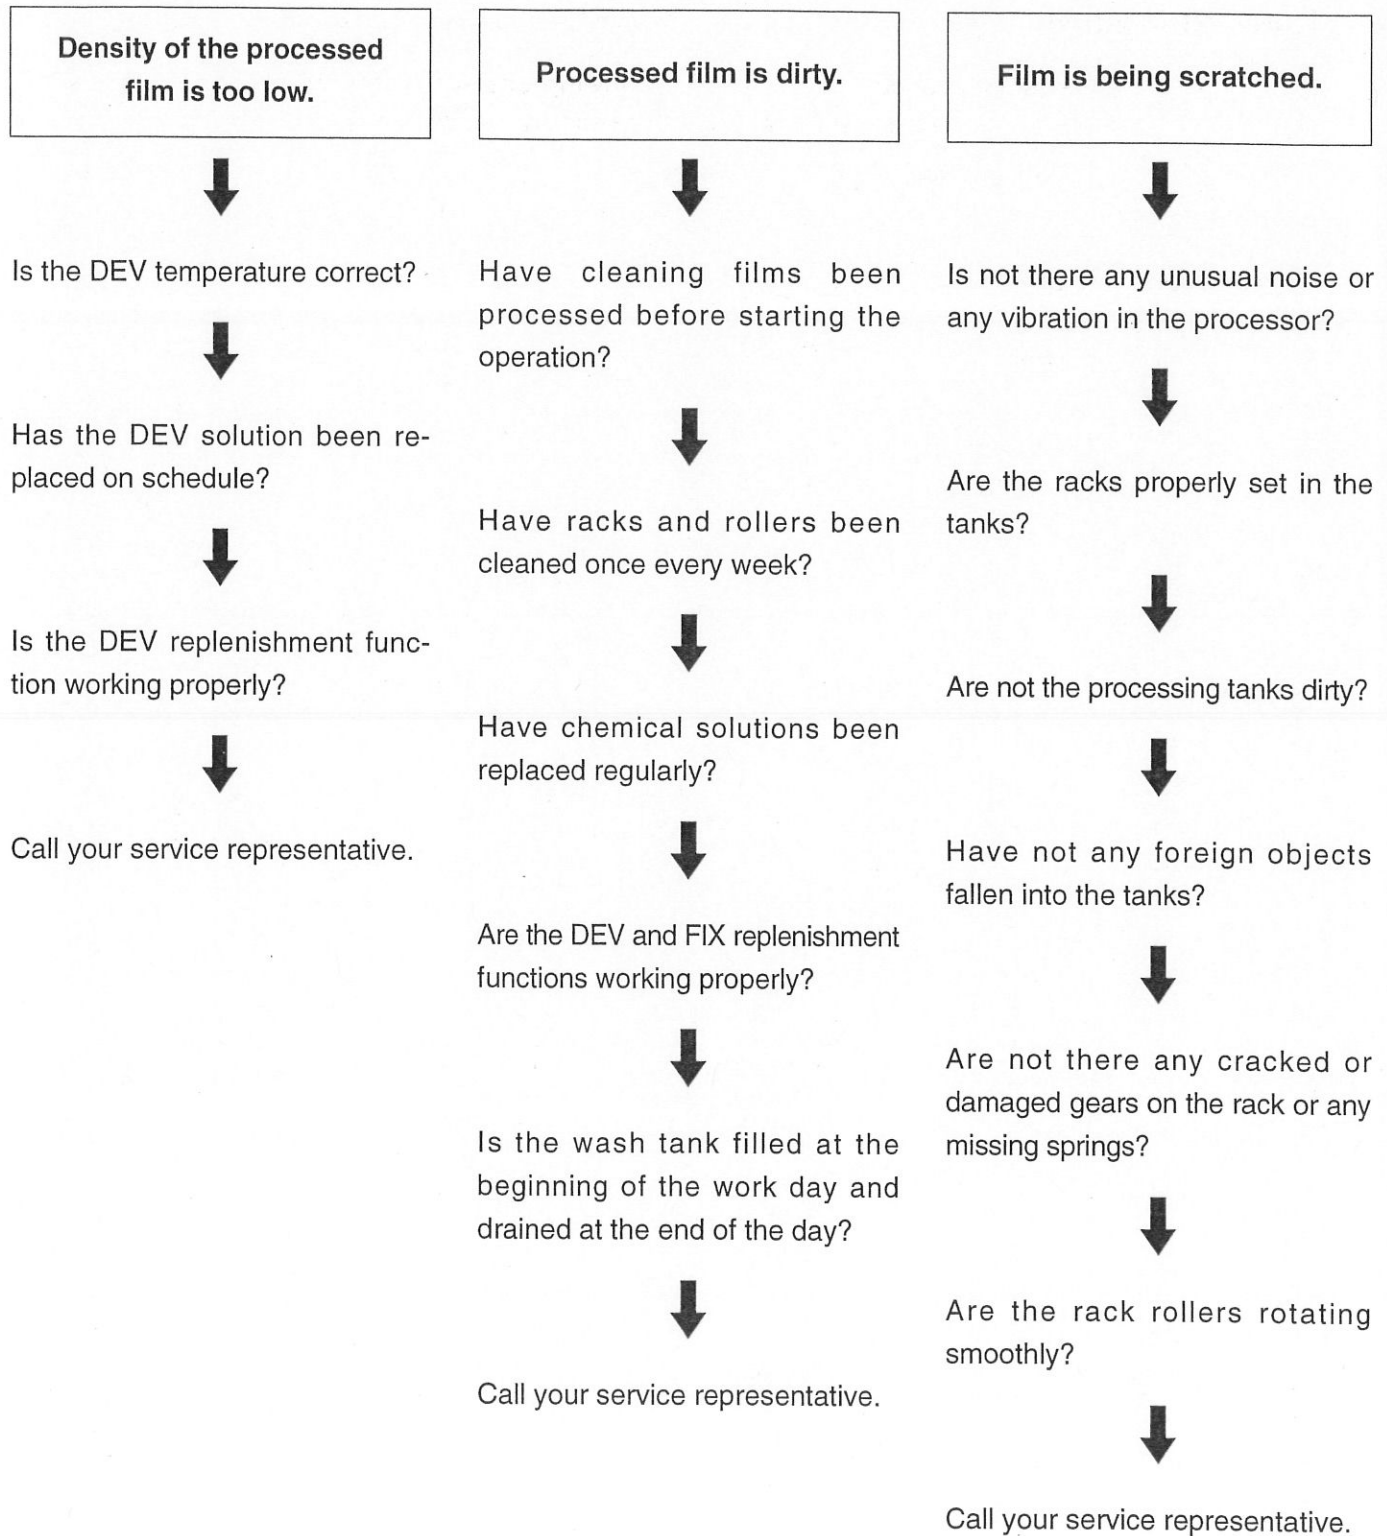 Density of the processed
film is too low.
Is the DEV temperature correct?
Has the DEV solution been re-
placed on schedule?
Is the DEV replenishment func-
tion working properly?
Call your service representative.
Processed film is dirty.
Have cleaning films been
processed before starting the
operation?
Have racks and rollers been
cleaned once every week?
Have chemical solutions been
replaced regularly?
Are the DEV and FIX replenishment
functions working properly?
Is the wash tank filled at the
beginning of the work day and
drained at the end of the day?
Call your service representative.
Film is being scratched.
Is not there any unusual noise or
any vibration in the processor?
Are the racks properly set in the
tanks?
Are not the processing tanks dirty?
Have not any foreign objects
fallen into the tanks?
Are not there any cracked or
damaged gears on the rack or any
missing springs?
Are the rack rollers rotating
smoothly?
Call your service representative.